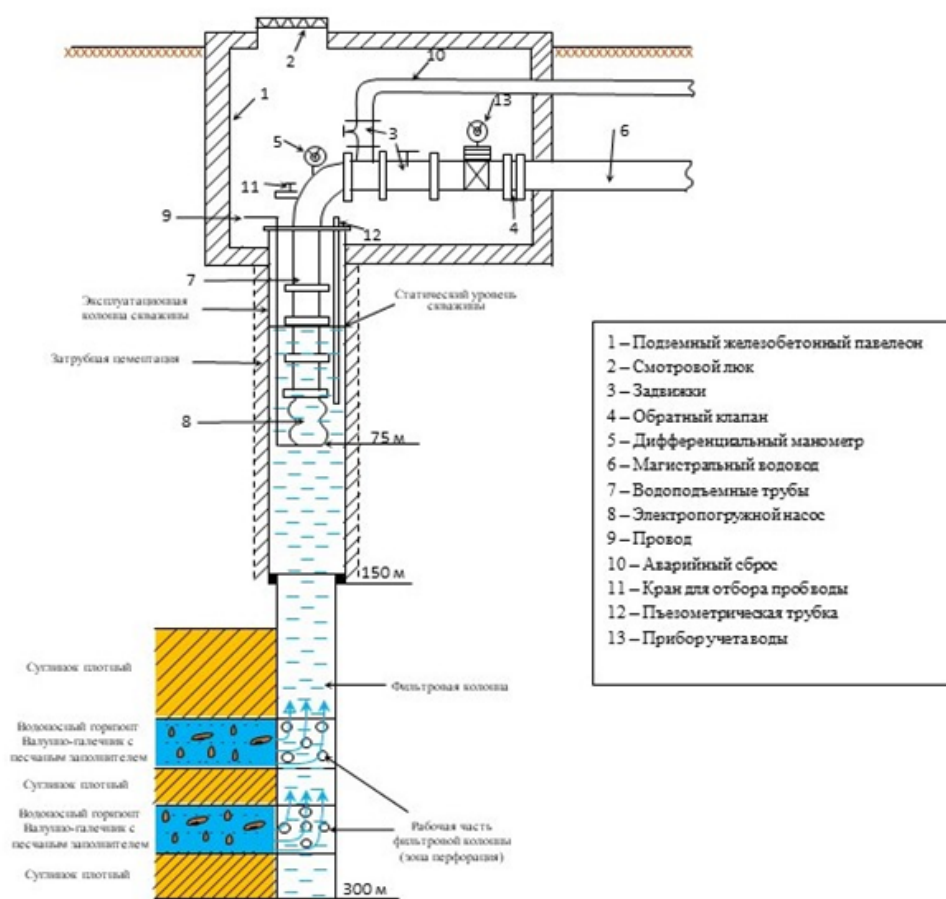 2
10
1
13
5
3
6
11
9
12
4
7
Эксплуатационная
колонна скважины
Статический уровень
скважины
Затрубная цементация
8
75 м
150 м
1 – Подземный железобетонный павелеон
2 – Смотровой люк
3 – Задвижки
4 – Обратный клапан
5 – Дифференциальный манометр
6 – Магистральный водовод
7 – Водоподъемные трубы
8 – Электропогружной насос
9 – Провод
10 – Аварийный сброс
11 – Кран для отбора пробводы
12 – Пъезометрическая трубка
13 – Прибор учета воды
Суглинок плотный
Фильтровая колонна
Водоносный горизонт
Валунно-галечник с
песчаным заполнителем
Суглинок плотный
Водоносный горизонт
Валунно-галечник с
песчаным заполнителем
Рабочая часть
фильтровой колонны
(зона перфорация)
Суглинок плотный
300 м